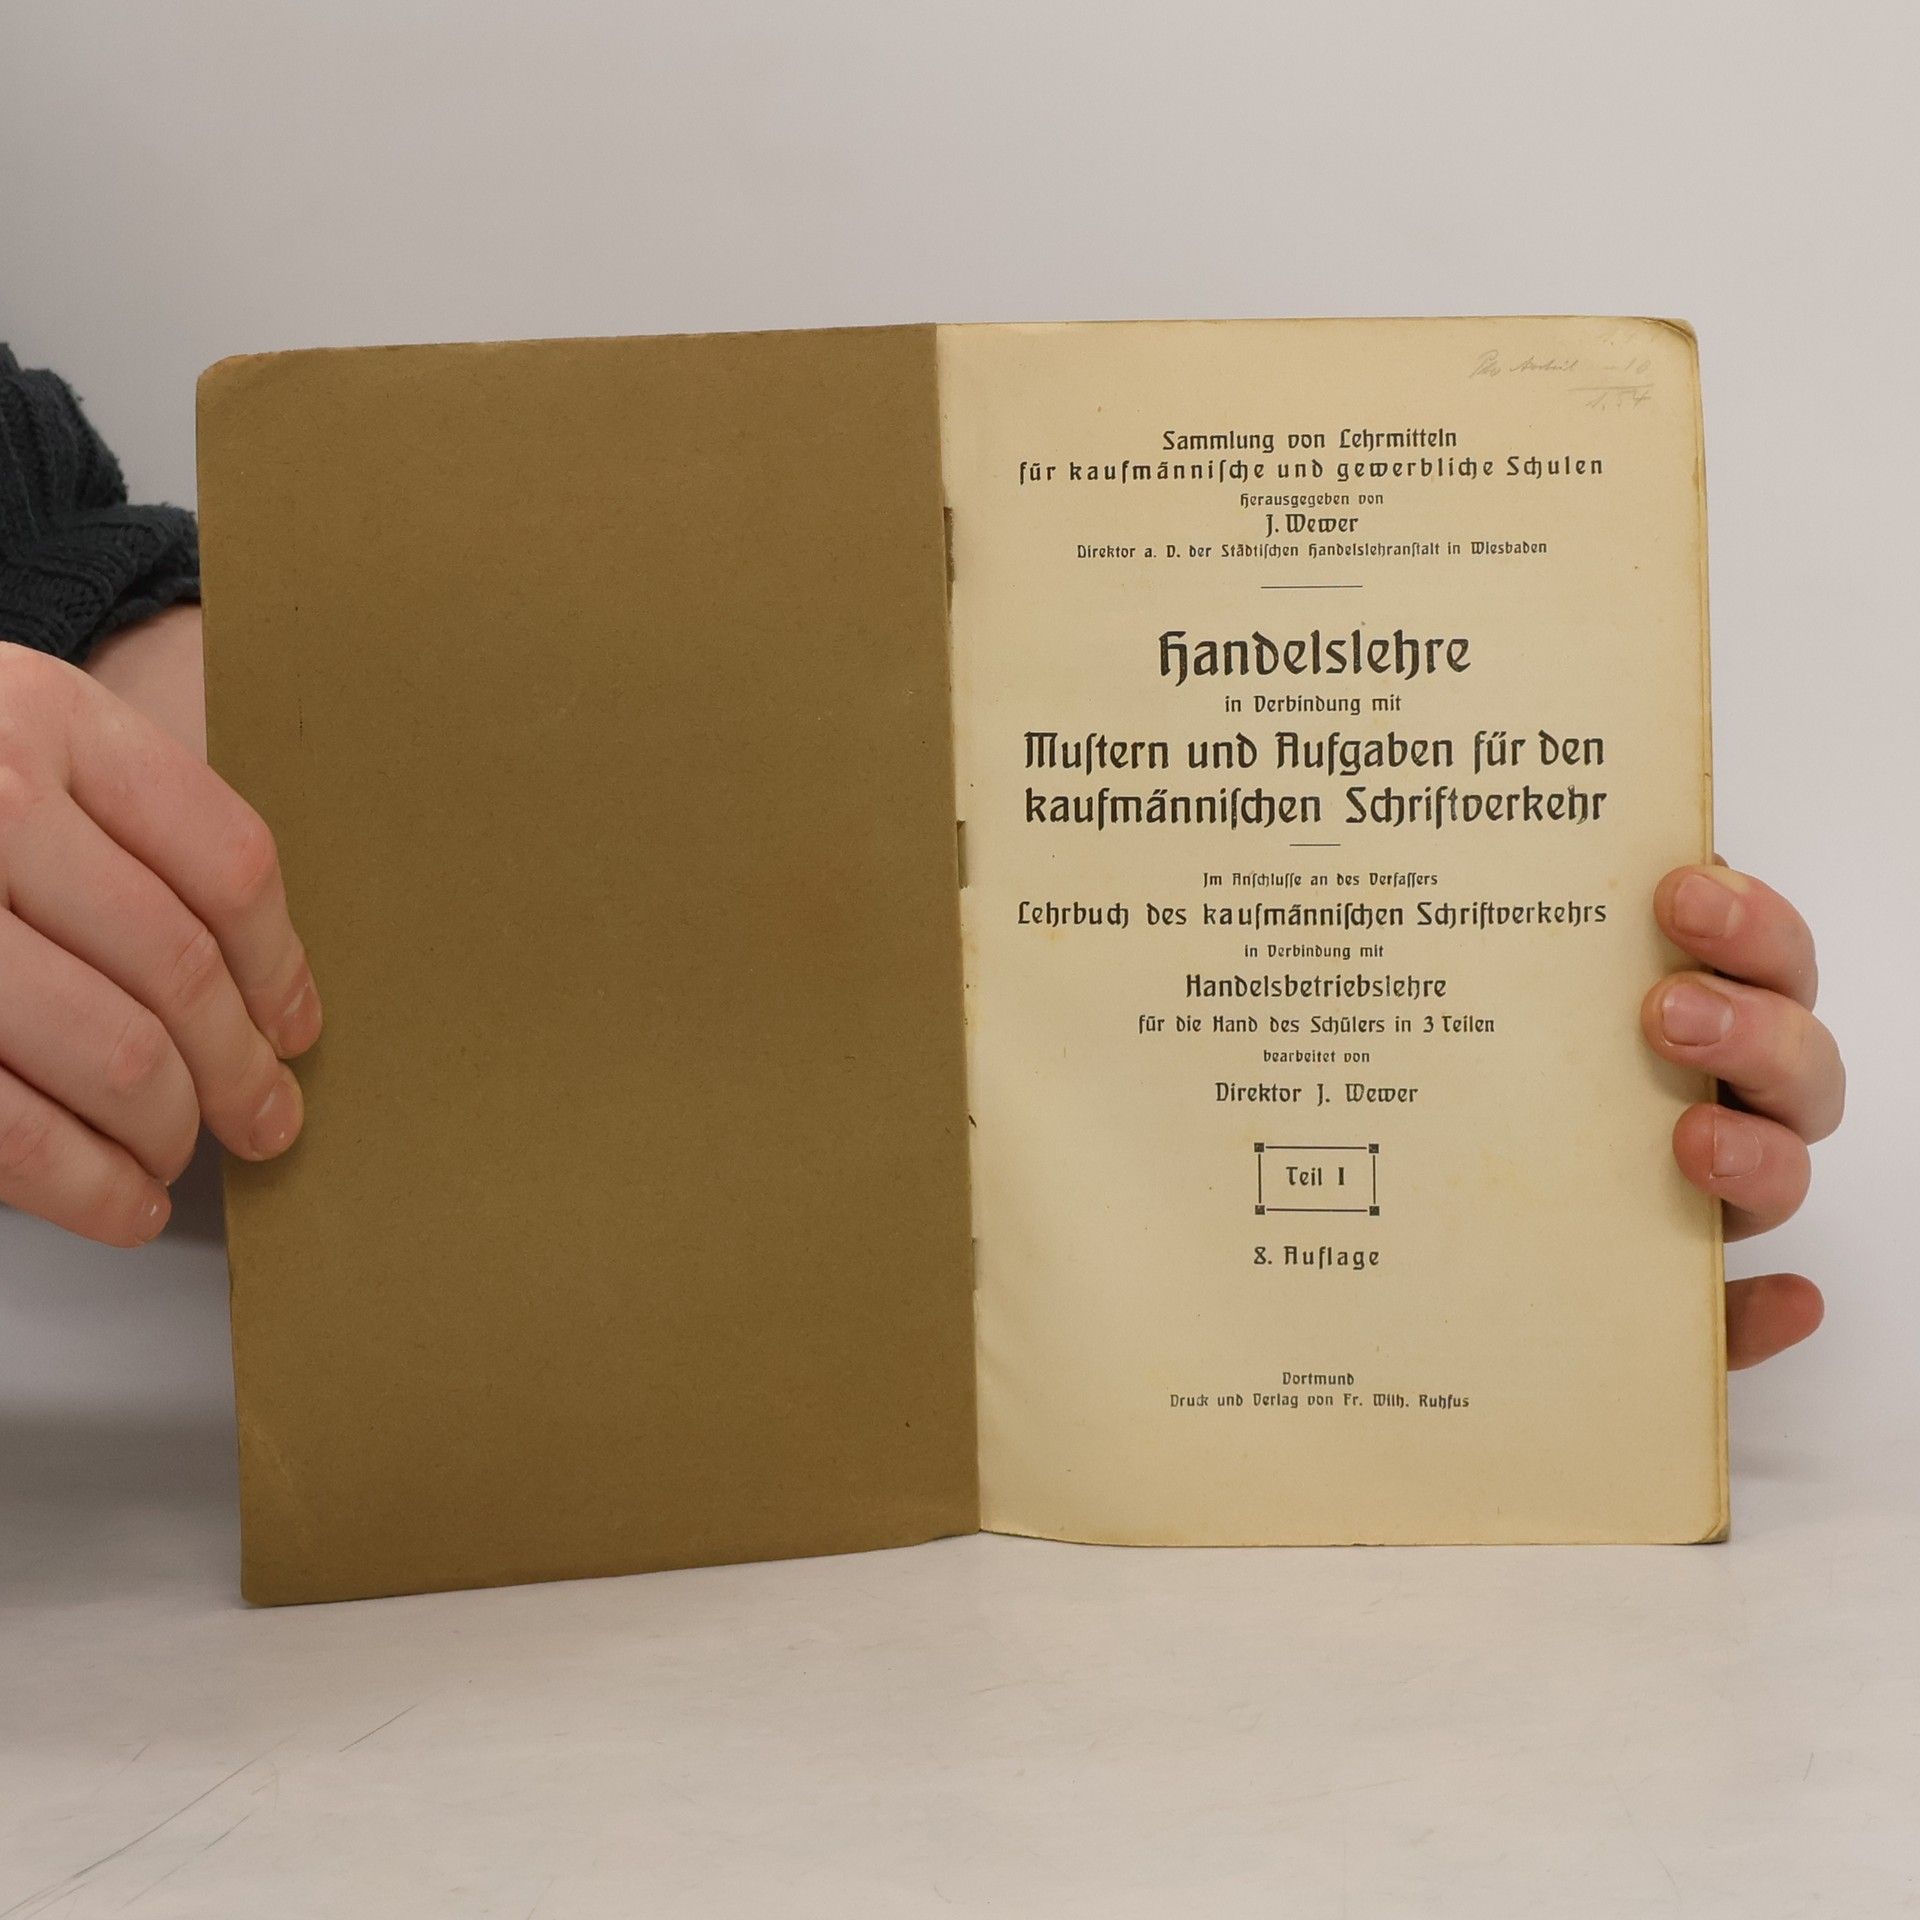 Sammlung von Lehrmitteln
für kaufmänniſche und gewerbliche Schulen
Herausgegeben von
J. Wewer
Direktor a. D. der Städtiſchen Handelslehranſtalt in Wiesbaden
Handelslehre
in Verbindung mit
Muſtern und Aufgaben für den
kaufmänniſchen Schriftverkehr
Im Anſchluſſe an des Verfaſſers
Lehrbuch des kaufmänniſchen Schriftverkehrs
in Verbindung mit
Handelsbetriebslehre
für die Hand des Schülers in 3 Teilen
bearbeitet von
Direktor J. Wewer
Teil I
8. Auflage
Dortmund
Druck und Verlag von Fr. Wilh. Ruhfus